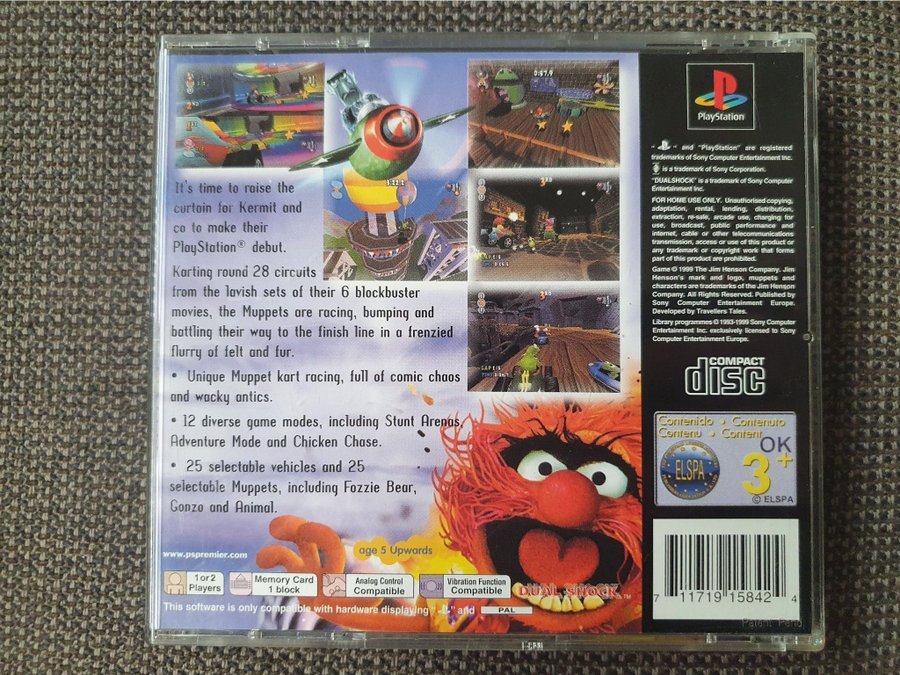 It's time to raise the
curtain for Kermit and
co to make their
PlayStation® debut.
Karting round 28 circuits
from the lavish sets of their 6 blockbuster
movies, the Muppets are racing, bumping and
battling their way to the finish line in a frenzied
flurry of felt and fur.
• Unique Muppet kart racing, full of comic chaos
and wacky antics.
• 12 diverse game modes, including Stunt Arenas,
Adventure Mode and Chicken Chase.
• 25 selectable vehicles and 25
selectable Muppets, including Fozzie Bear,
Gonzo and Animal.
www.pspremier.com
age 5 Upwards
1 or 2
Players
Memory Card
1 block
Analog Control
Compatible
Vibration Function
Compatible
DUAL SHOCK™
This software is only compatible with hardware displaying " " and PAL
0:57.9
PlayStation
" " and "PlayStation" are registered
trademarks of Sony Computer Entertainment Inc.
is a trademark of Sony Corporation.
"DUALSHOCK" is a trademark of Sony Computer
Entertainment Inc.
FOR HOME USE ONLY. Unauthorised copying,
adaptation, rental, lending, distribution,
extraction, re-sale, arcade use, charging for
use, broadcast, public performance and
internet, cable or other telecommunications
transmission, access or use of this product or
any trademark or copyright work that forms
part of this product are prohibited.
Game © 1999 The Jim Henson Company. Jim
Henson's mark and logo, muppets and
characters are trademarks of the Jim Henson
Company. All Rights Reserved. Published by
Sony Computer Entertainment Europe.
Developed by Travellers Tales.
Library programmes © 1993-1999 Sony Computer
Entertainment Inc. exclusively licensed to Sony
Computer Entertainment Europe.
COMPACT
disc
Contenido • Contenuto
Contenu • Content
OK
ELSPA
3+
© ELSPA
7 11719 15842 4